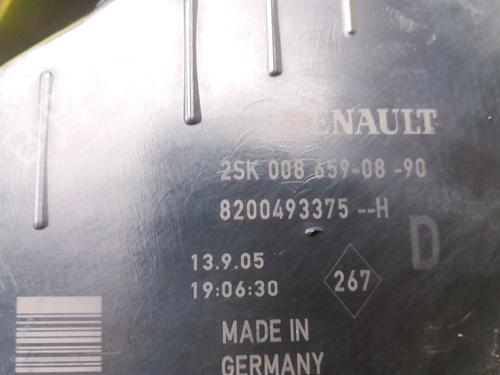 RENAULT
2SK 008 659-08 -90
8200493375 --H
D
13.9.05
19:06:30
267
MADE IN
GERMANY